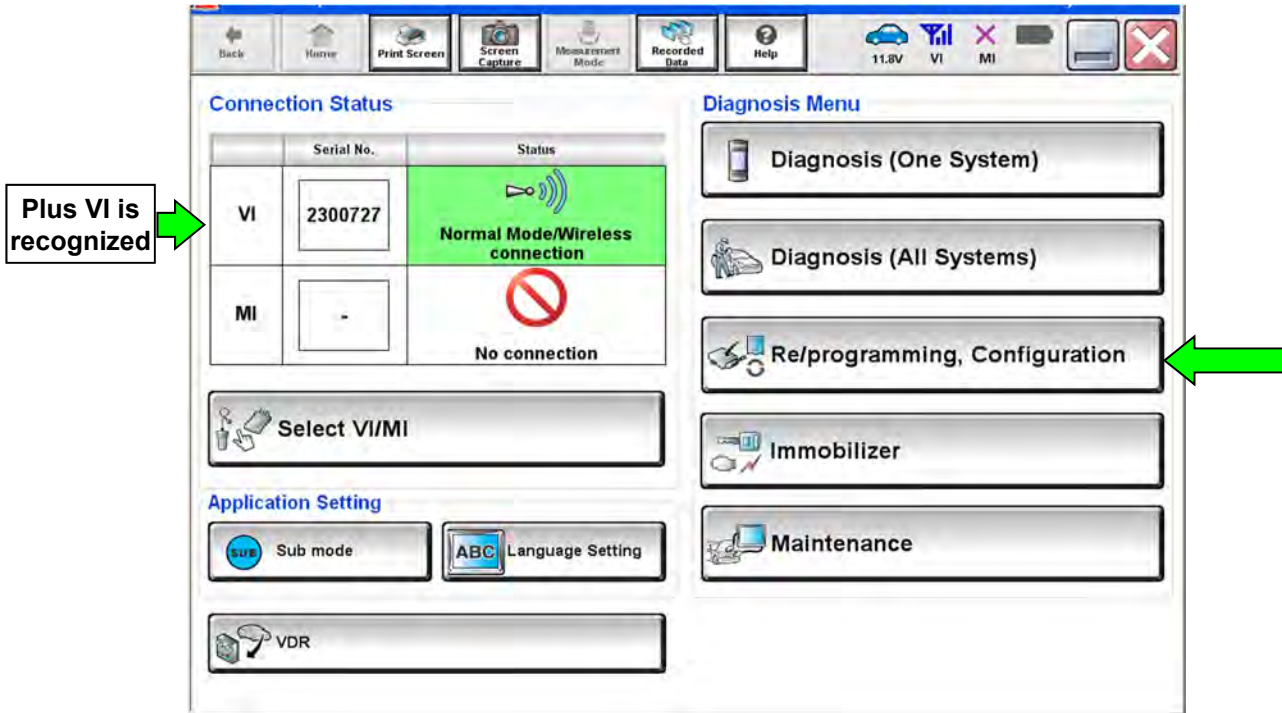 Back
Home
Print Screen
Screen
Capture
Measurement
Mode
Recorded
Data
Help
11.8V
VI
MI
Connection Status
Serial No.
Status
VI
2300727
Normal Mode/Wireless
connection
MI
-
No connection
Select VI/MI
Application Setting
SUB
Sub mode
ABC
Language Setting
VDR
Diagnosis Menu
Diagnosis (One System)
Diagnosis (All Systems)
Re/programming, Configuration
Immobilizer
Maintenance
Plus VI is
recognized